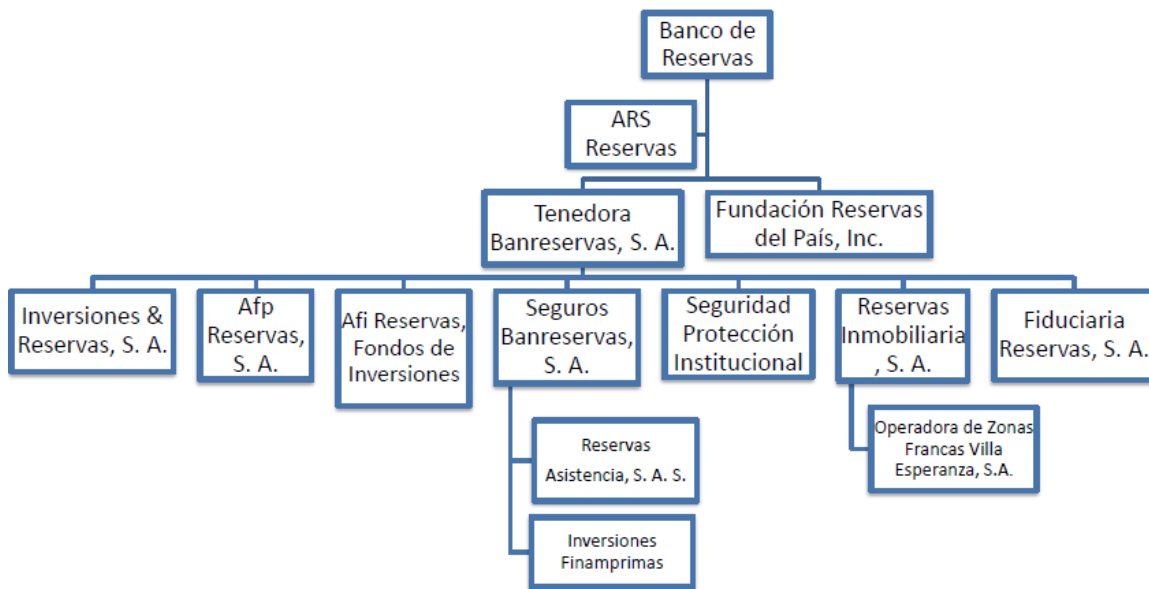 Banco de
Reservas
ARS
Reservas
Tenedora
Banreservas, S. A.
Fundación Reservas
del País, Inc.
Inversiones &
Reservas, S. A.
Afp
Reservas,
S. A.
Afi Reservas,
Fondos de
Inversiones
Seguros
Banreservas,
S. A.
Seguridad
Protección
Institucional
Reservas
Inmobiliaria
, S. A.
Fiduciaria
Reservas, S. A.
Reservas
Asistencia, S. A. S.
Inversiones
Finamprimas
Operadora de Zonas
Francas Villa
Esperanza, S.A.